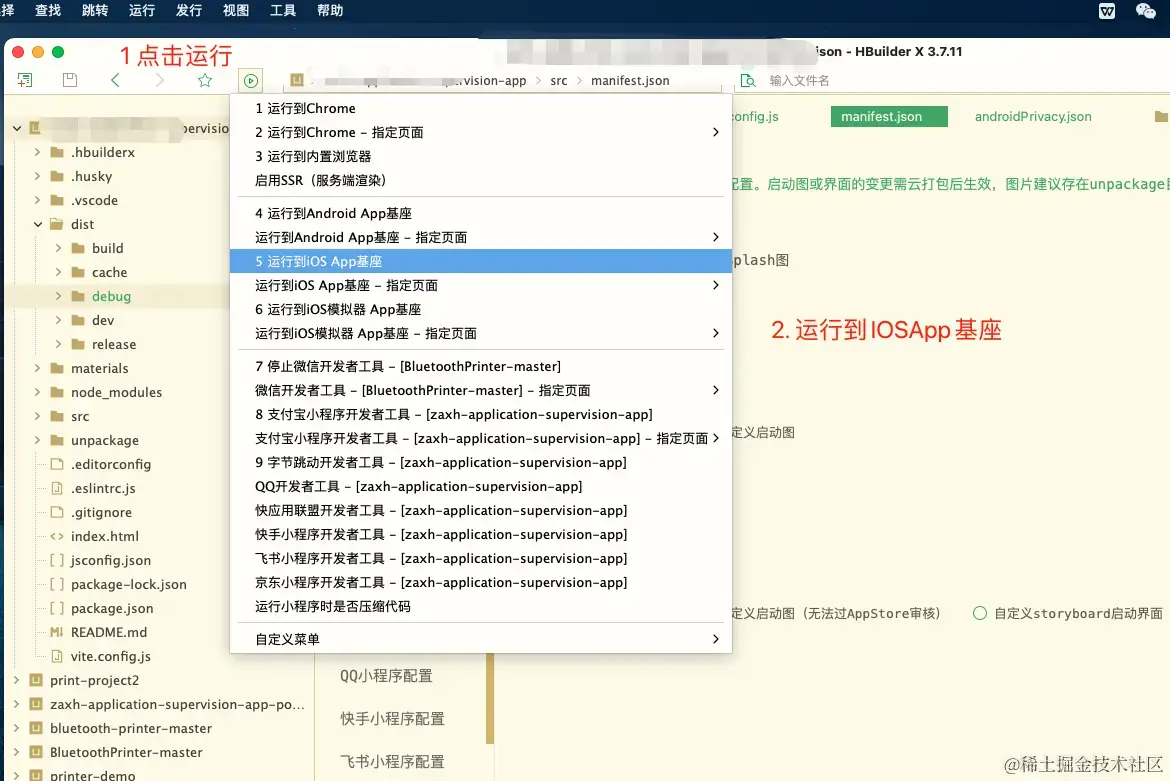 择 查找 跳转 运行 发行 视图 工具 帮助
1 点击运行
json - HBuilder X 3.7.11
rvision-app > src > manifest.json
输入文件名
pervisio
config.js
manifest.json
androidPrivacy.json
.hbuilderx
.husky
.vscode
dist
build
cache
debug
dev
release
materials
node_modules
src
unpackage
.editorconfig
.eslintrc.js
.gitignore
index.html
jsconfig.json
package-lock.json
package.json
README.md
vite.config.js
print-project2
zaxh-application-supervision-app-po...
bluetooth-printer-master
BluetoothPrinter-master
printer-demo
1 运行到Chrome
2 运行到Chrome - 指定页面
3 运行到内置浏览器
启用SSR（服务端渲染）
4 运行到Android App基座
运行到Android App基座 - 指定页面
5 运行到iOS App基座
运行到iOS App基座 - 指定页面
6 运行到iOS模拟器 App基座
运行到iOS模拟器 App基座 - 指定页面
7 停止微信开发者工具 - [BluetoothPrinter-master]
微信开发者工具 - [BluetoothPrinter-master] - 指定页面
8 支付宝小程序开发者工具 - [zaxh-application-supervision-app]
支付宝小程序开发者工具 - [zaxh-application-supervision-app] - 指定页面
9 字节跳动开发者工具 - [zaxh-application-supervision-app]
QQ开发者工具 - [zaxh-application-supervision-app]
快应用联盟开发者工具 - [zaxh-application-supervision-app]
快手小程序开发者工具 - [zaxh-application-supervision-app]
飞书小程序开发者工具 - [zaxh-application-supervision-app]
京东小程序开发者工具 - [zaxh-application-supervision-app]
运行小程序时是否压缩代码
自定义菜单
配置。启动图或界面的变更需云打包后生效，图片建议存在unpackage目
splash图
2. 运行到IOSApp基座
定义启动图
定义启动图（无法过AppStore审核）
自定义storyboard启动界面
QQ小程序配置
快手小程序配置
飞书小程序配置
@稀土掘金技术社区